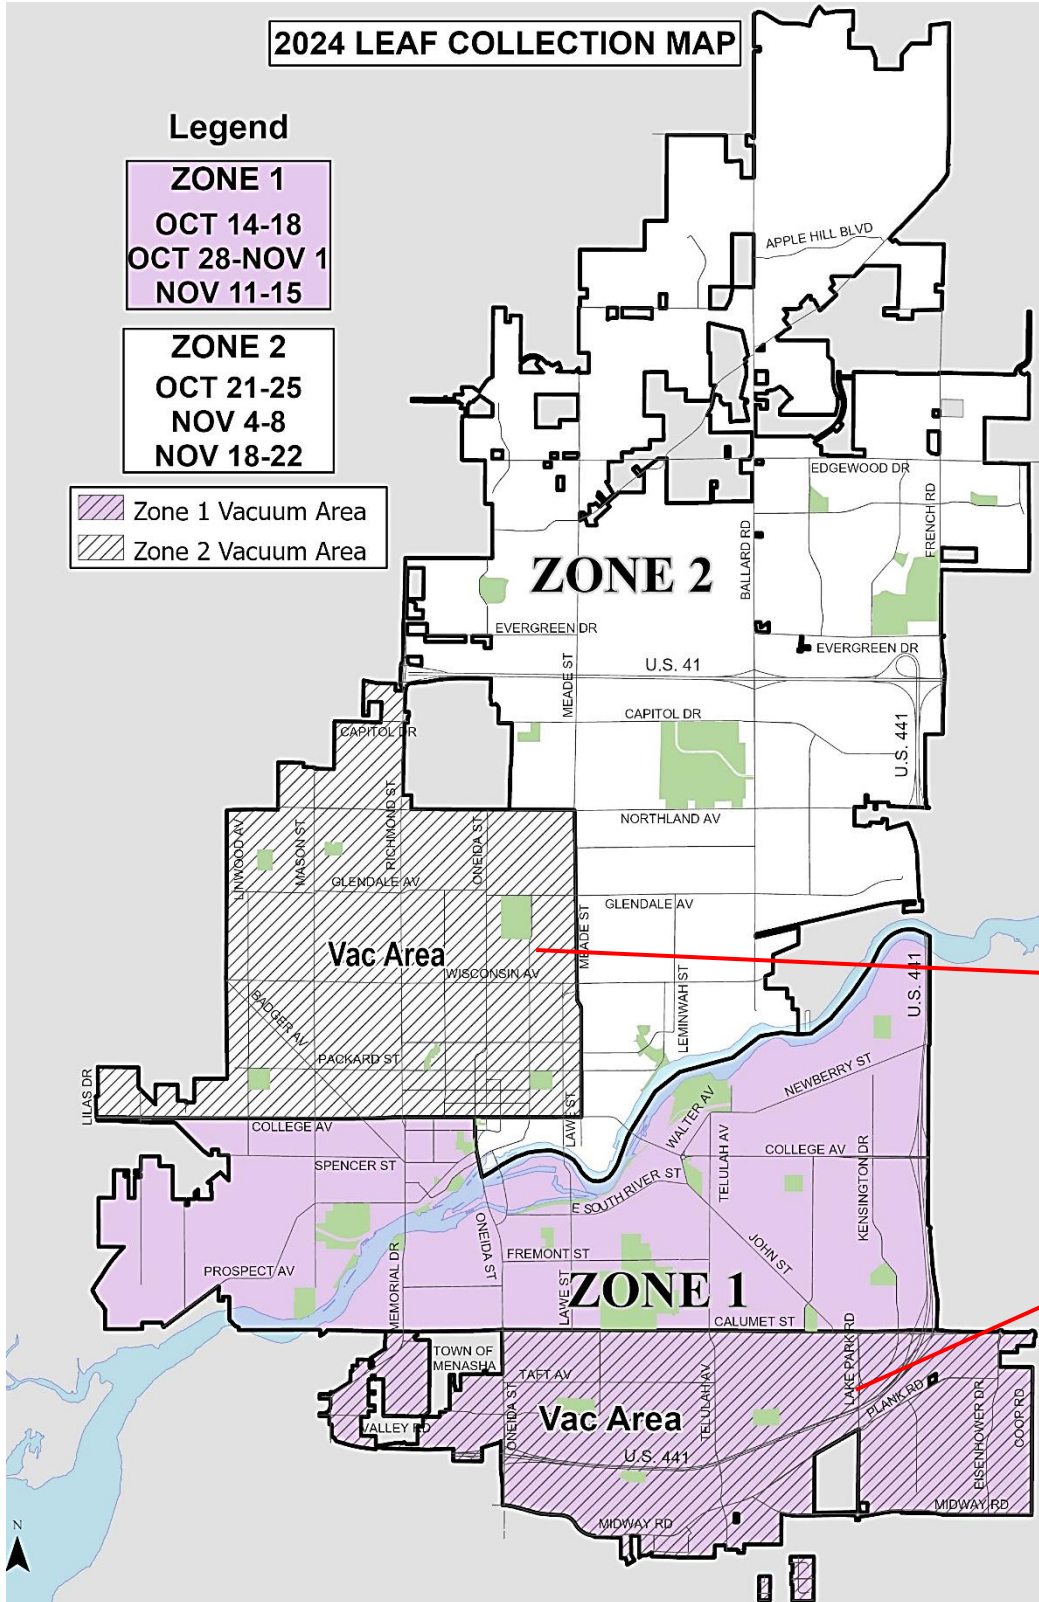 2024 LEAF COLLECTION MAP
Legend
ZONE 1
OCT 14-18
OCT 28-NOV 1
NOV 11-15
ZONE 2
OCT 21-25
NOV 4-8
NOV 18-22
Zone 1 Vacuum Area
Zone 2 Vacuum Area
APPLE HILL BLVD
EDGEWOOD DR
FRENCH RD
BALLARD RD
ZONE 2
EVERGREEN DR
EVERGREEN DR
U.S. 41
MEADE ST
CAPITOL DR
CAPITOL DR
U.S. 441
NORTHLAND AV
LINWOOD AV
MASON ST
RICHMOND ST
ONEIDA ST
GLENDALE AV
GLENDALE AV
MEADE ST
Vac Area
WISCONSIN AV
U.S. 441
LEMINWAH ST
BADGER AV
PACKARD ST
NEWBERRY ST
LILAS DR
LAWE ST
WALTER AV
COLLEGE AV
TELULAH AV
COLLEGE AV
KENSINGTON DR
SPENCER ST
E SOUTH RIVER ST
ONEIDA ST
JOHN ST
FREMONT ST
PROSPECT AV
MEMORIAL DR
LAWE ST
ZONE 1
CALUMET ST
LAKE PARK RD
TOWN OF
MENASHA
TAFT AV
PLANK RD
ONEIDA ST
Vac Area
TELULAH AV
EISENHOWER DR
COOP RD
VALLEY RD
U.S. 441
MIDWAY RD
MIDWAY RD
N